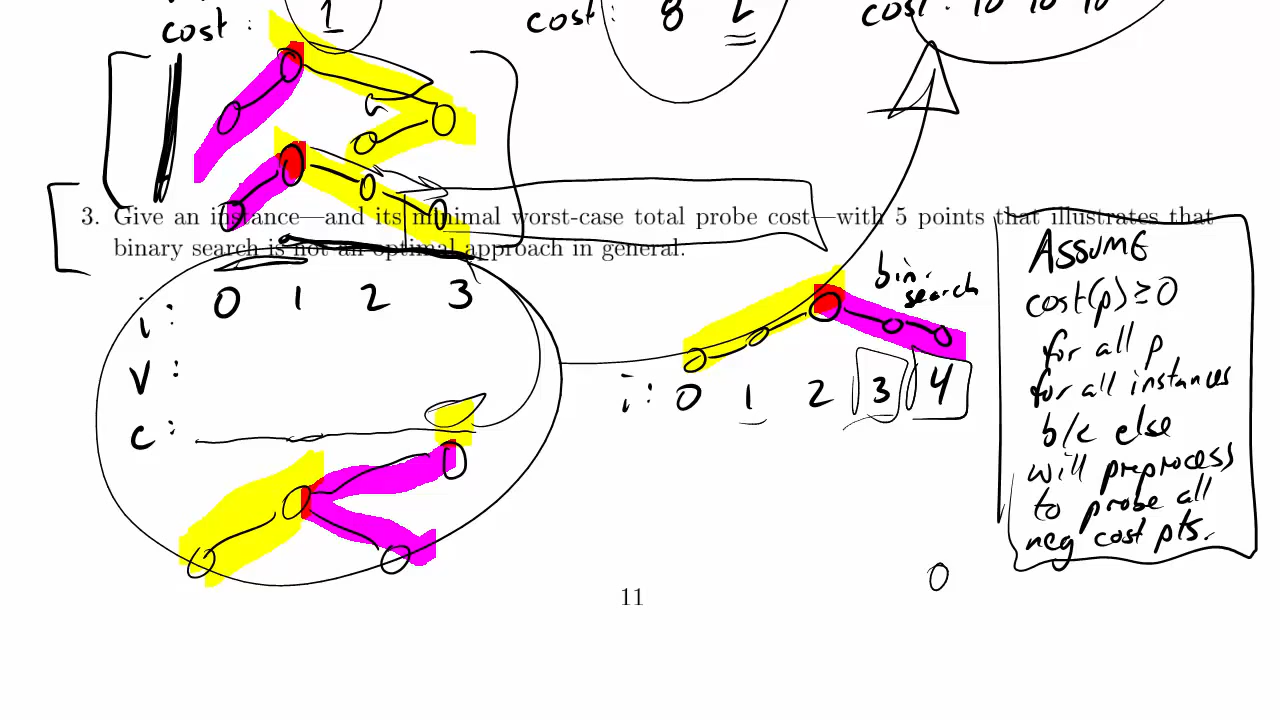 cost : 1 cost : 8 2 cost : 10 10 10
3. Give an instance—and its minimal worst-case total probe cost—with 5 points that illustrates that
binary search is not an optimal approach in general.
i : 0 1 2 3
V :
c :
bin.
search
i : 0 1 2 3 4
ASSUME
cost(p) ≥ 0
for all p
for all instances
b/c else
will preprocess
to probe all
neg cost pts.
0
11